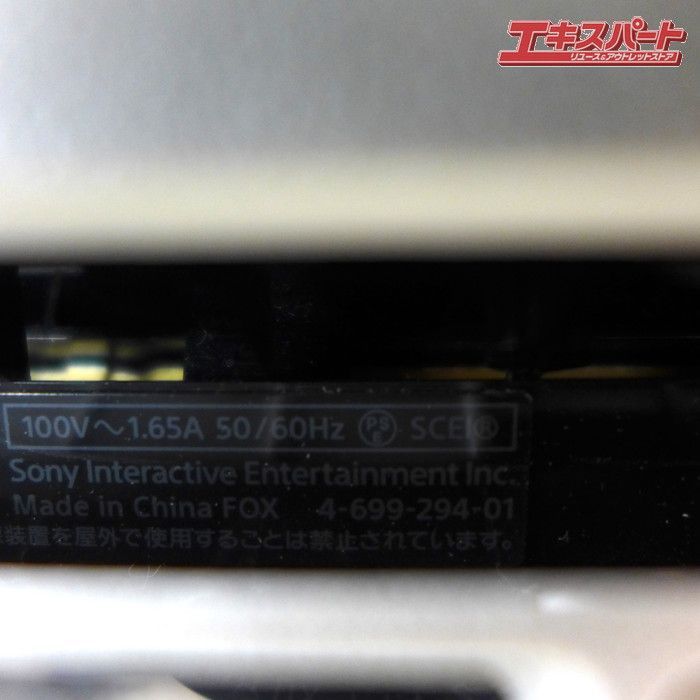 エキスパート
リユース&アウトレットストア
100V～1.65A 50/60Hz PSE SCEI®
Sony Interactive Entertainment Inc.
Made in China FOX 4-699-294-01
装置を屋外で使用することは禁止されています。